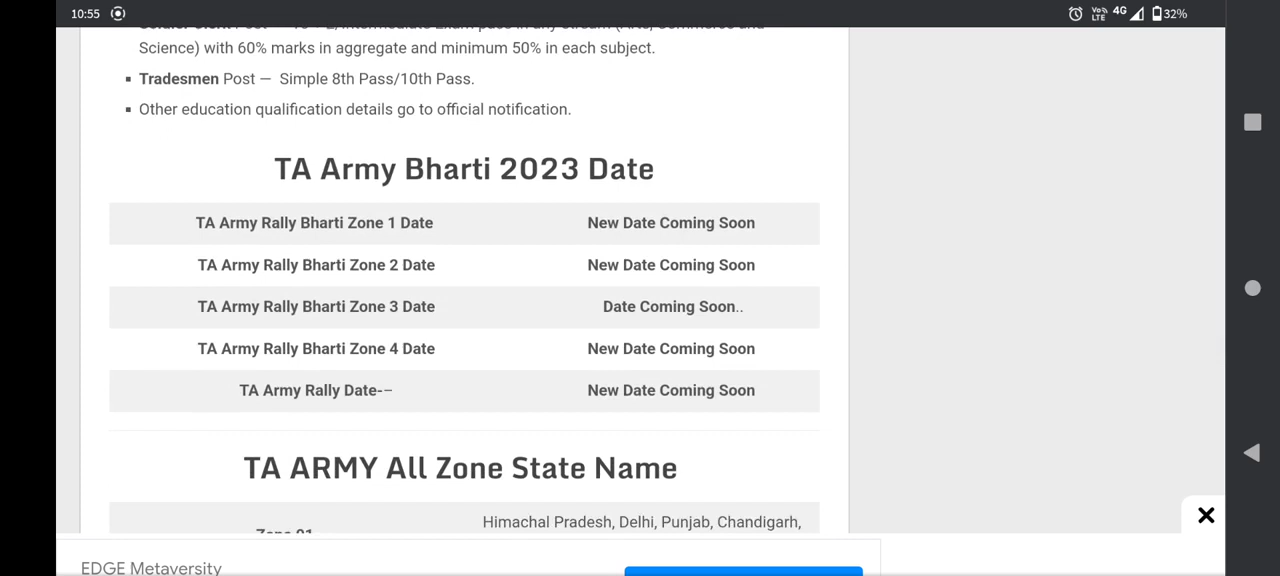 10:55
4G
VoLTE
32%
Science) with 60% marks in aggregate and minimum 50% in each subject.
▪ Tradesmen Post — Simple 8th Pass/10th Pass.
▪ Other education qualification details go to official notification.
TA Army Bharti 2023 Date
TA Army Rally Bharti Zone 1 Date New Date Coming Soon
TA Army Rally Bharti Zone 2 Date New Date Coming Soon
TA Army Rally Bharti Zone 3 Date Date Coming Soon..
TA Army Rally Bharti Zone 4 Date New Date Coming Soon
TA Army Rally Date-– New Date Coming Soon
TA ARMY All Zone State Name
Himachal Pradesh, Delhi, Punjab, Chandigarh,
Zone 01
EDGE Metaversity